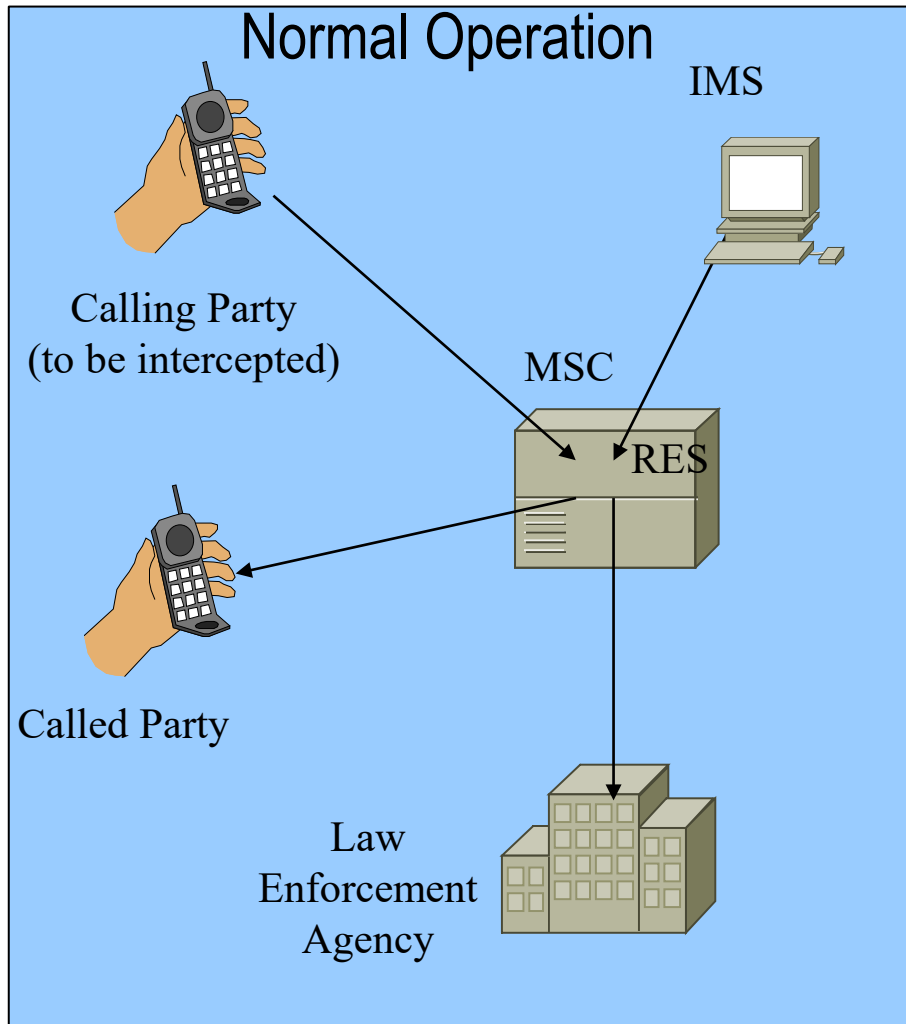 Normal Operation
IMS
Calling Party
(to be intercepted)
MSC
RES
Called Party
Law
Enforcement
Agency